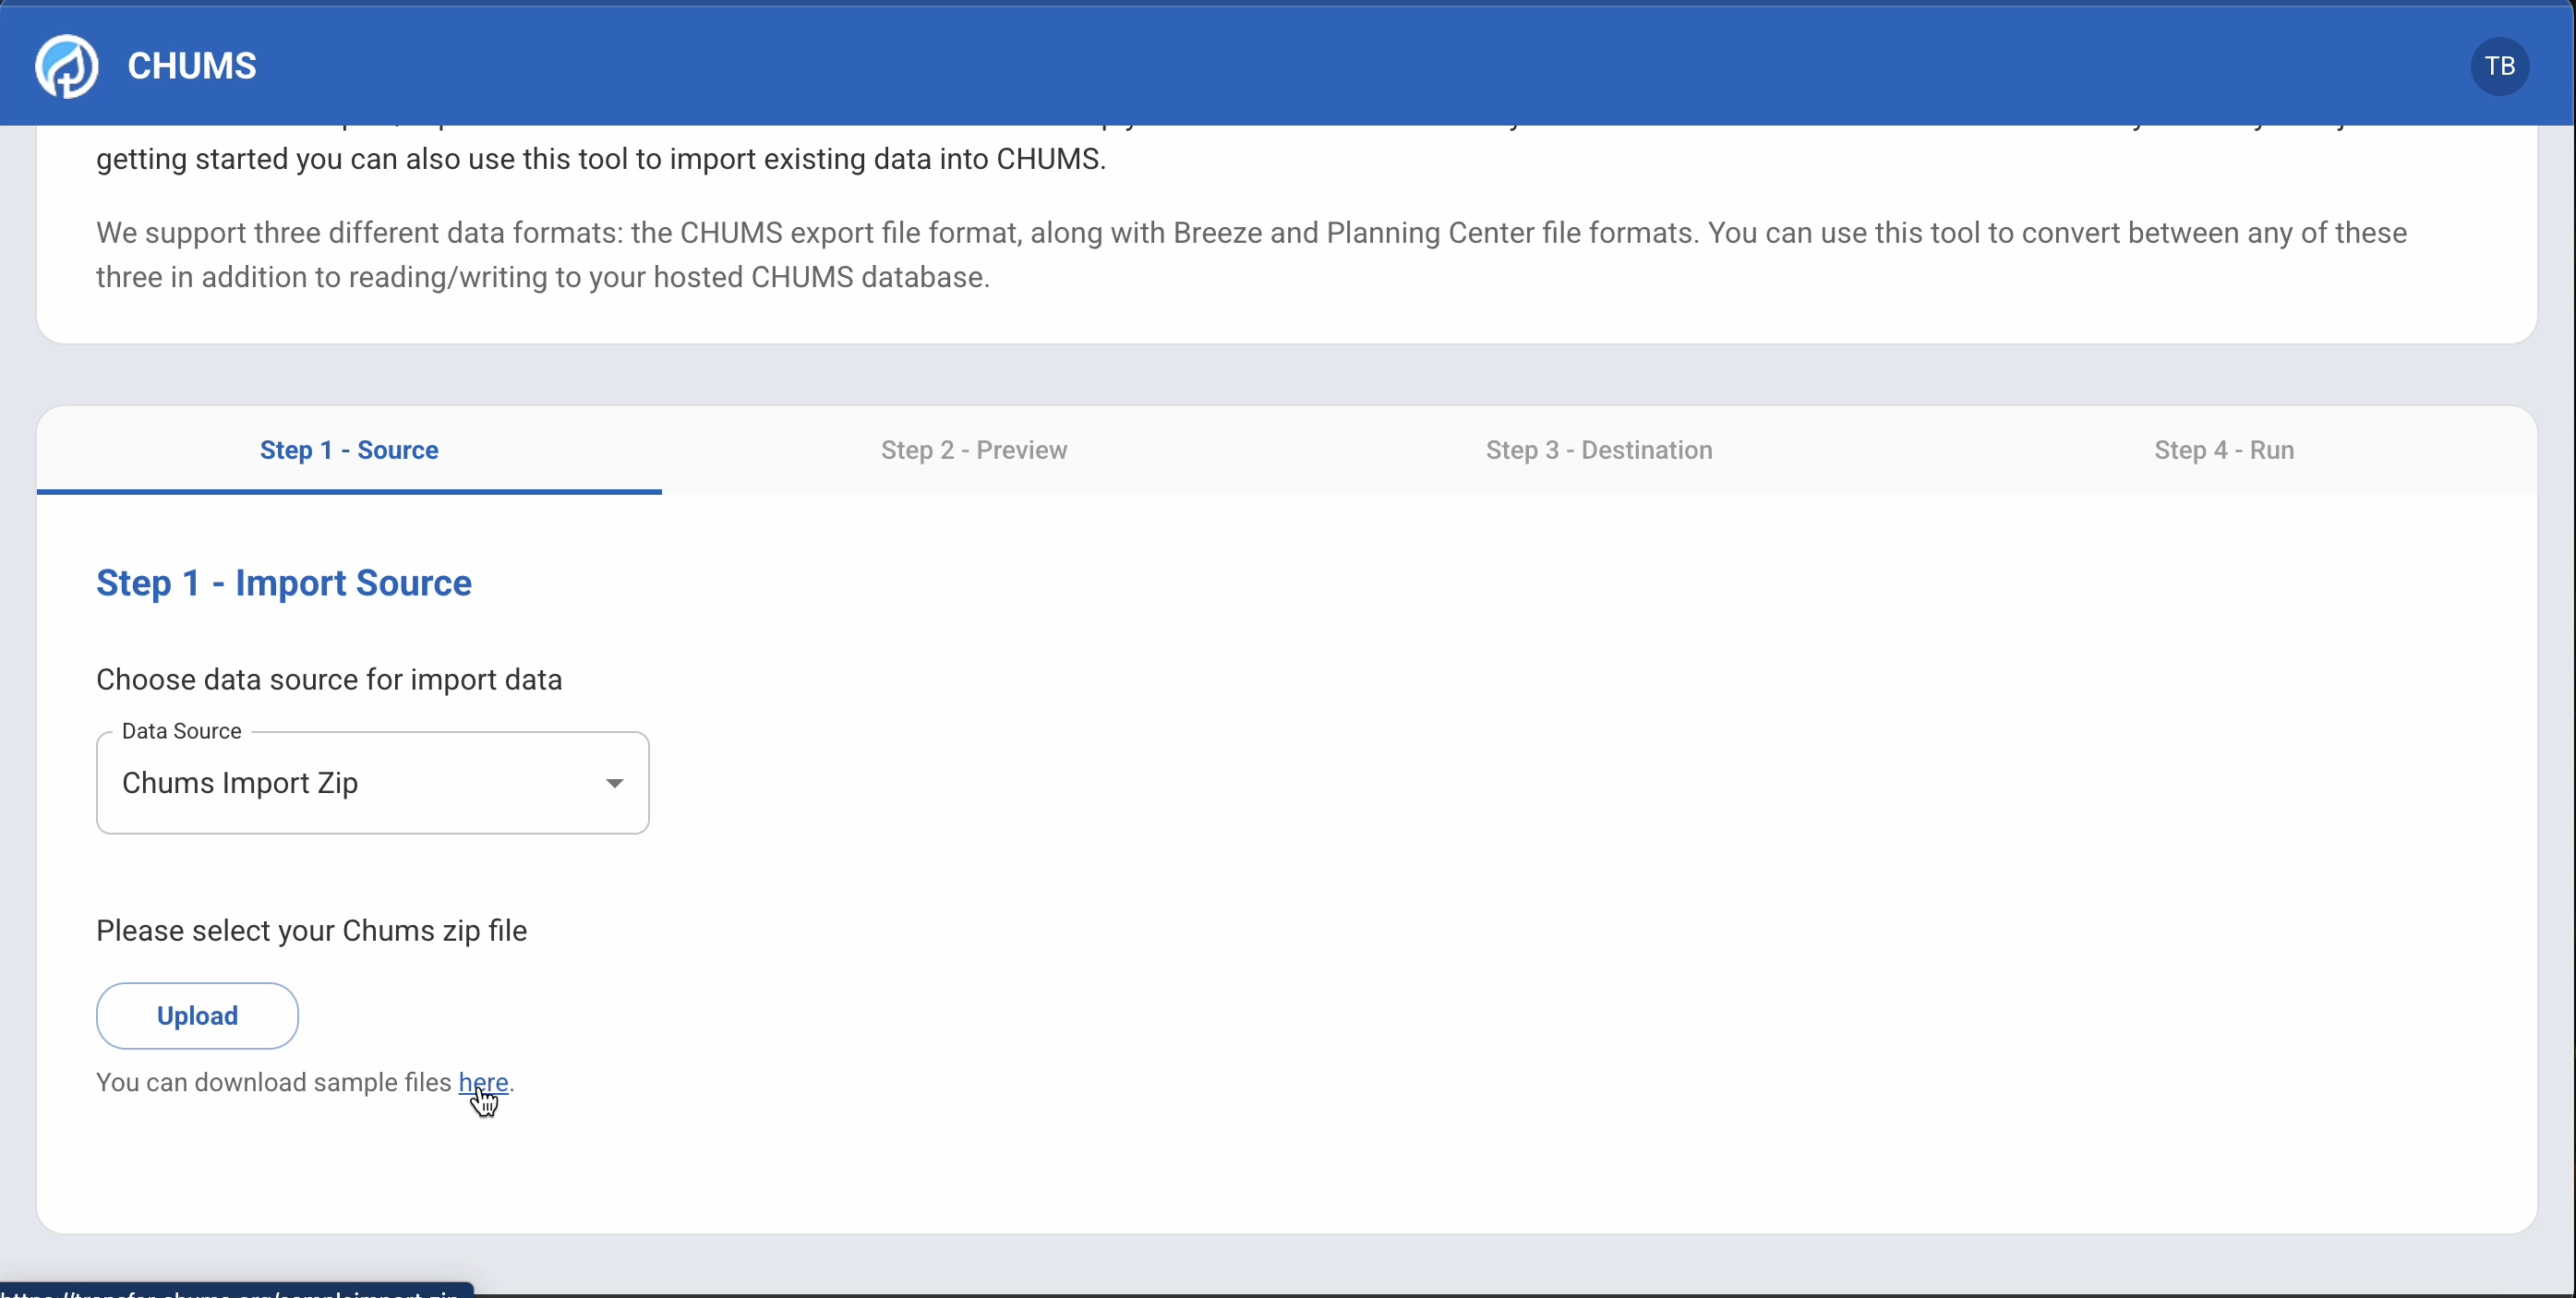 CHUMS
TB
getting started you can also use this tool to import existing data into CHUMS.
We support three different data formats: the CHUMS export file format, along with Breeze and Planning Center file formats. You can use this tool to convert between any of these
three in addition to reading/writing to your hosted CHUMS database.
Step 1 - Source
Step 2 - Preview
Step 3 - Destination
Step 4 - Run
Step 1 - Import Source
Choose data source for import data
Data Source
Chums Import Zip
Please select your Chums zip file
Upload
You can download sample files here.